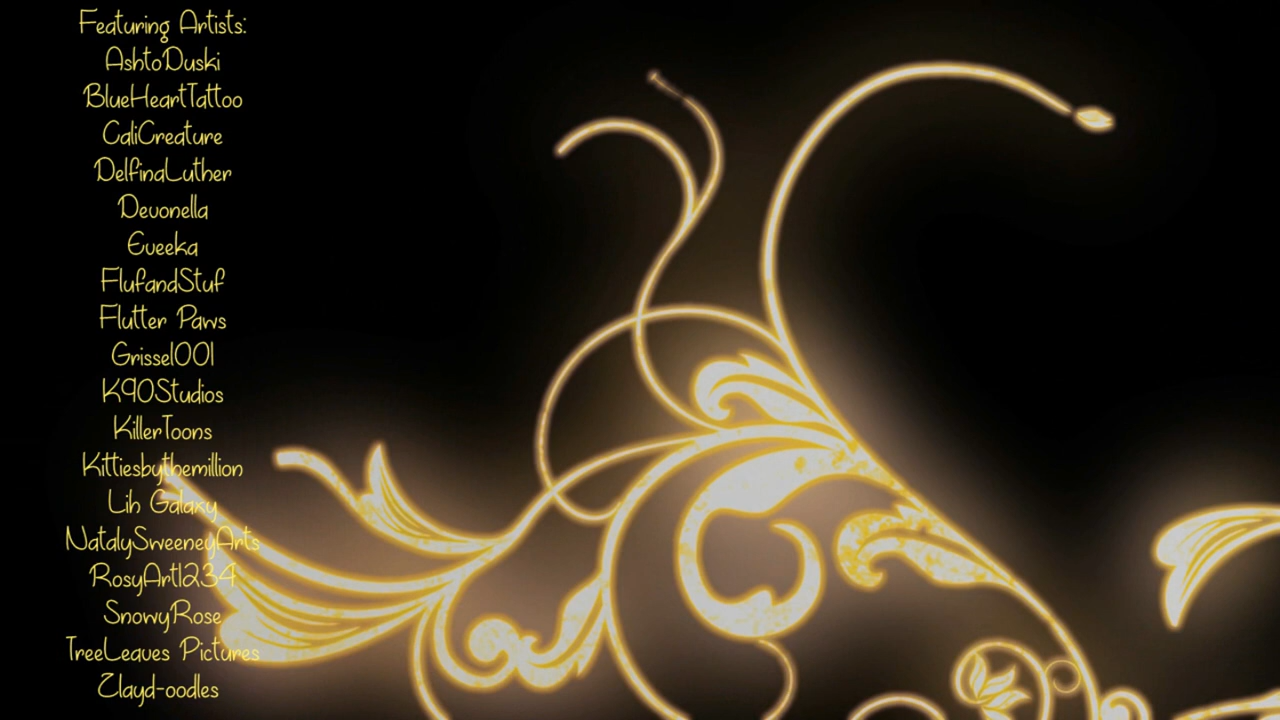 Featuring Artists:
AshtoDuski
BlueHeartTattoo
CaliCreature
DelfinaLuther
Devonella
Eveeka
FlufandStuf
Flutter Paws
Grissel001
K90Studios
KillerToons
Kittiesbythemillion
Lih Galaxy
NatalySweeneyArts
RosyArt1234
SnowyRose
TreeLeaves Pictures
Zlayd-oodles